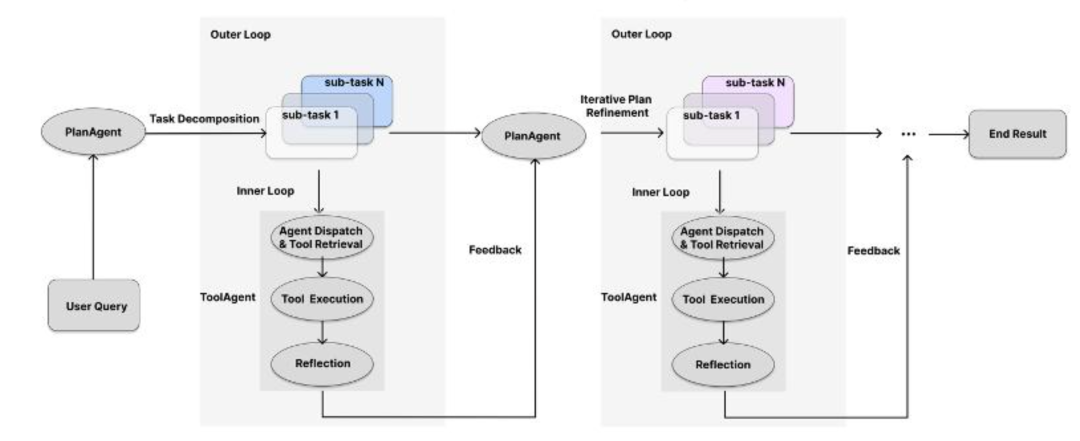 Outer Loop
Outer Loop
sub-task N
sub-task N
Iterative Plan
Refinement
Task Decomposition
sub-task 1
sub-task 1
PlanAgent
PlanAgent
...
End Result
Inner Loop
Inner Loop
Agent Dispatch
& Tool Retrieval
Agent Dispatch
& Tool Retrieval
Feedback
Feedback
User Query
ToolAgent
Tool Execution
ToolAgent
Tool Execution
Reflection
Reflection